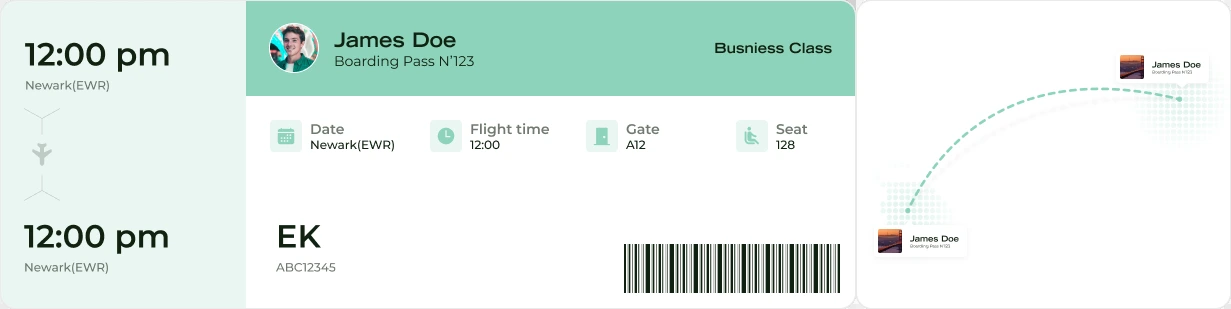 12:00 pm
Newark(EWR)
12:00 pm
Newark(EWR)
James Doe
Boarding Pass N'123
Busniess Class
Date
Newark(EWR)
Flight time
12:00
Gate
A12
Seat
128
EK
ABC12345
James Doe
Boarding Pass N'123
James Doe
Boarding Pass N'123